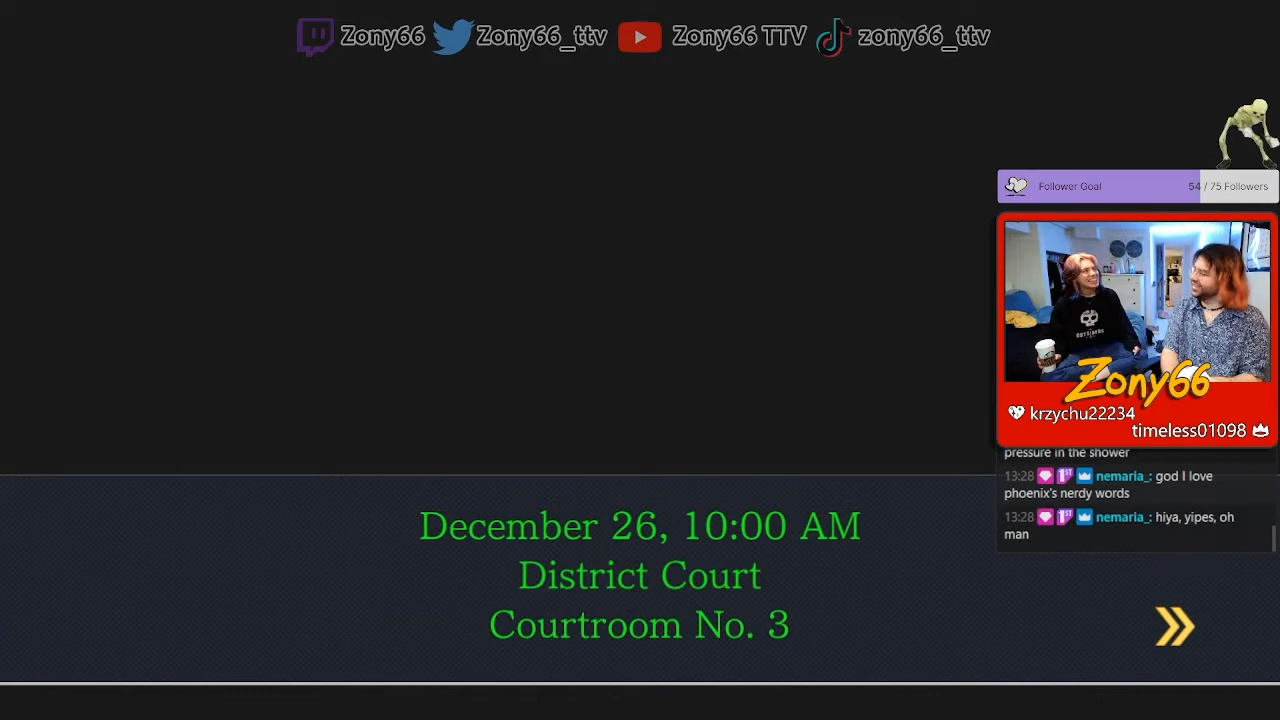 Zony66 Zony66_ttv Zony66 TTV zony66_ttv
Follower Goal 54 / 75 Followers
Zony66
krzychu22234
timeless01098
pressure in the shower
13:28 nemaria_: god I love
phoenix's nerdy words
13:28 nemaria_: hiya, yipes, oh
man
December 26, 10:00 AM
District Court
Courtroom No. 3